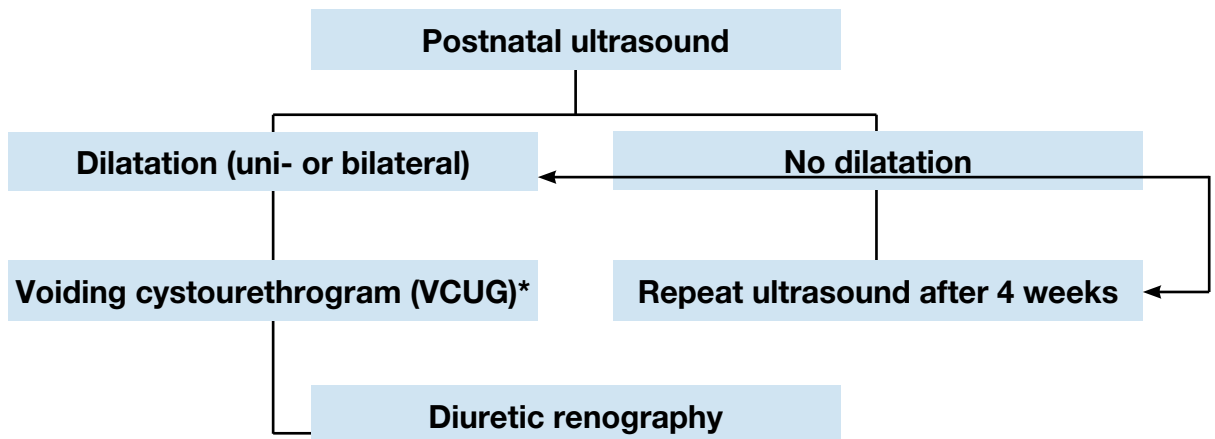 Postnatal ultrasound
Dilatation (uni- or bilateral)
No dilatation
Voiding cystourethrogram (VCUG)*
Repeat ultrasound after 4 weeks
Diuretic renography